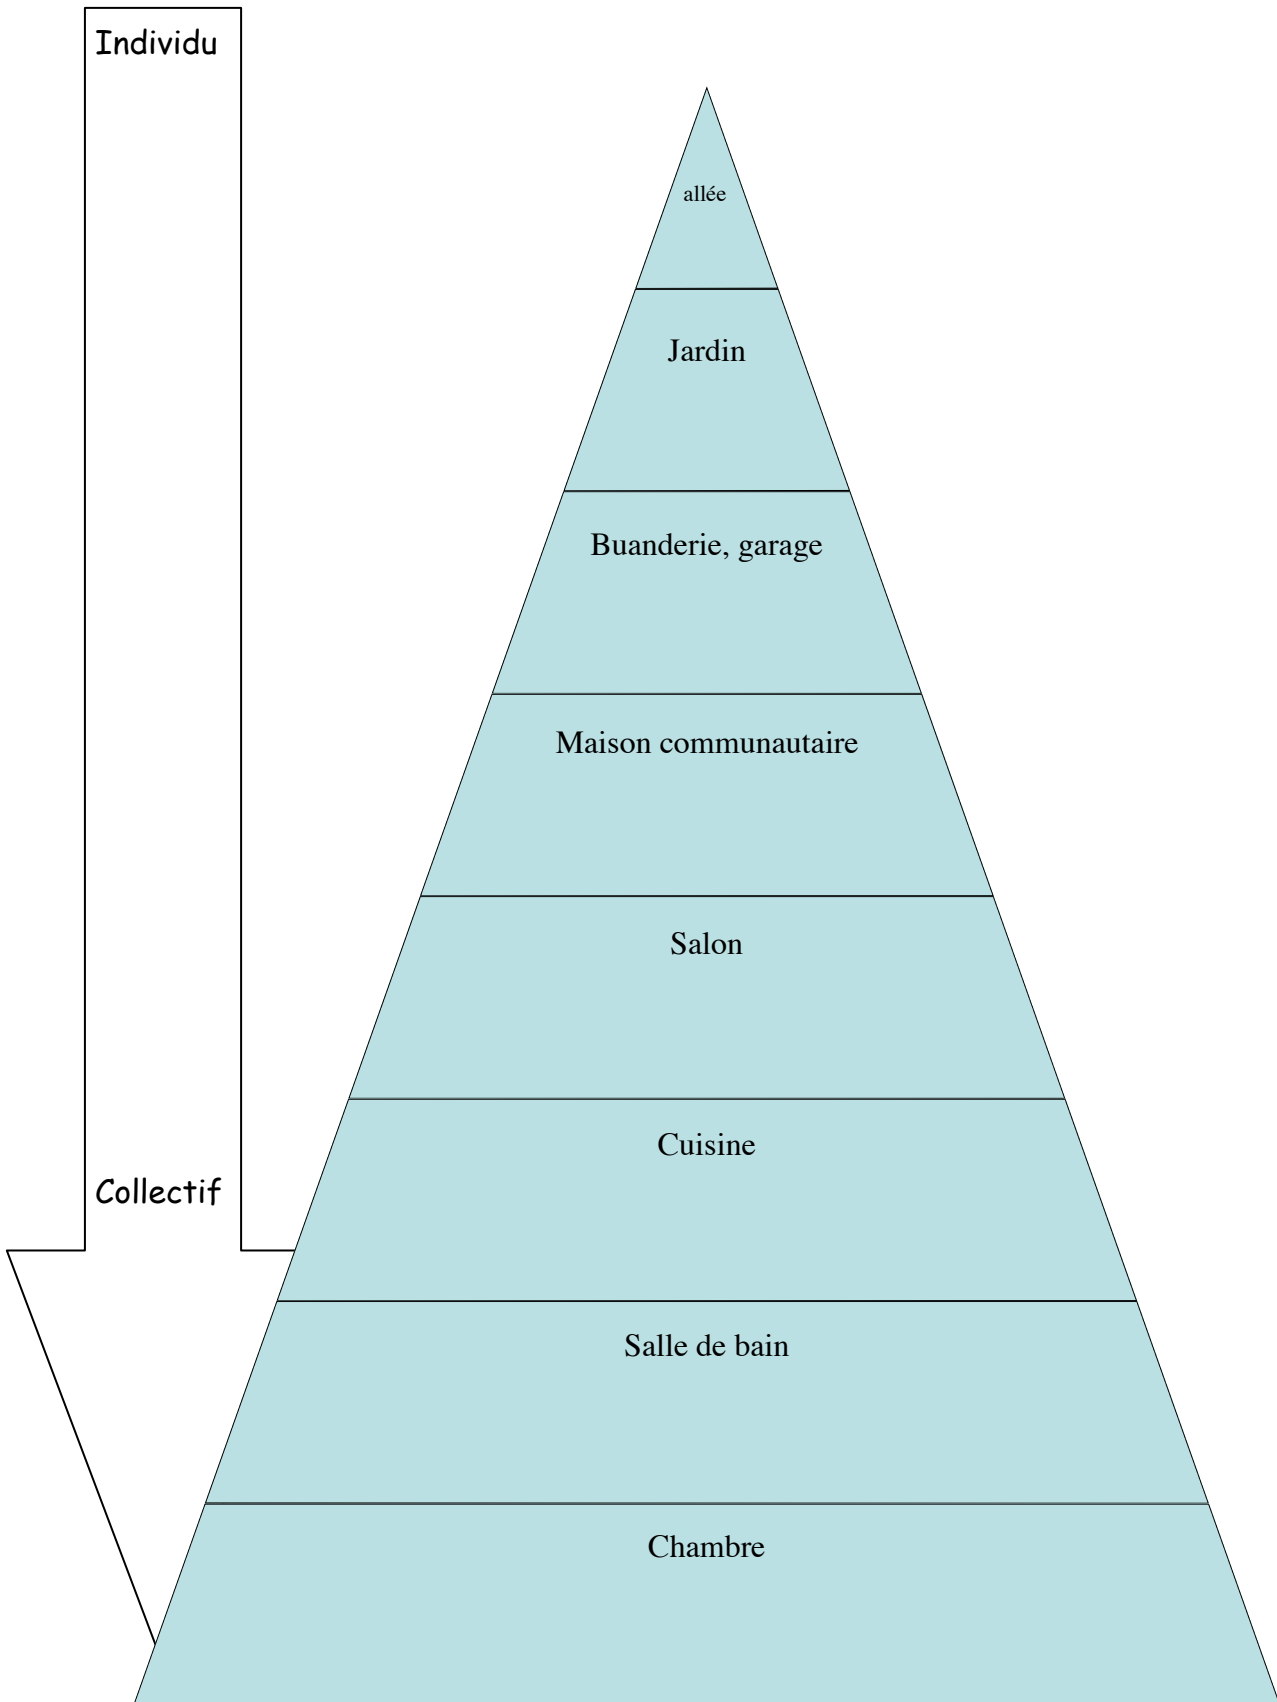 Individu
allée
Jardin
Buanderie, garage
Maison communautaire
Salon
Cuisine
Collectif
Salle de bain
Chambre